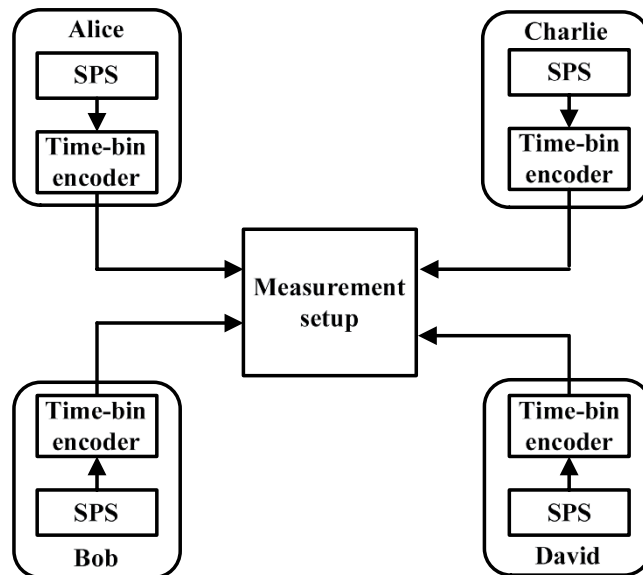 Alice
SPS
Time-bin
encoder
Charlie
SPS
Time-bin
encoder
Measurement
setup
Time-bin
encoder
SPS
Bob
Time-bin
encoder
SPS
David